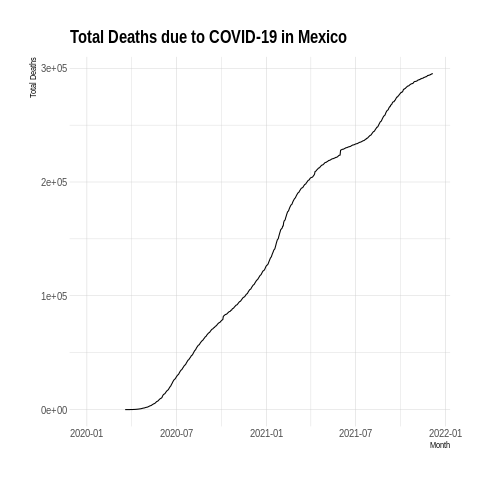 Total Deaths due to COVID-19 in Mexico
Total Deaths
3e+05
2e+05
1e+05
0e+00
2020-01 2020-07 2021-01 2021-07 2022-01
Month